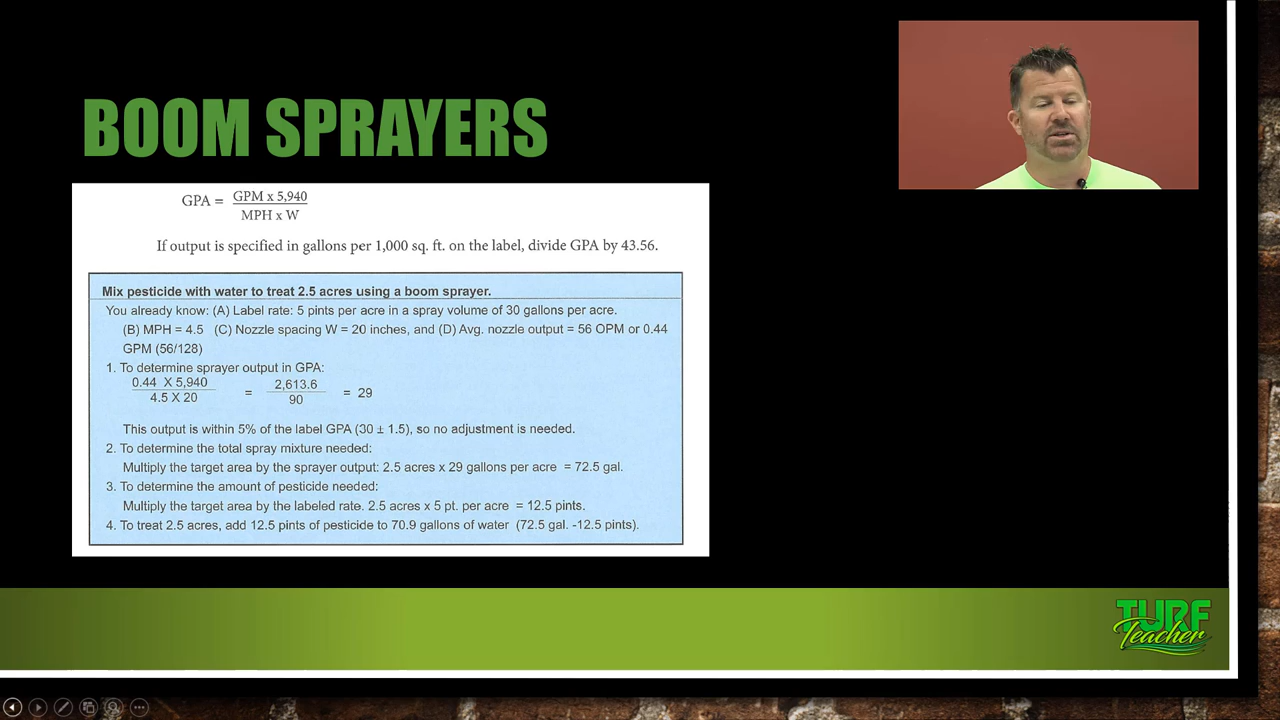 BOOM SPRAYERS
GPA = GPM x 5,940
MPH x W
If output is specified in gallons per 1,000 sq. ft. on the label, divide GPA by 43.56.
Mix pesticide with water to treat 2.5 acres using a boom sprayer.
You already know: (A) Label rate: 5 pints per acre in a spray volume of 30 gallons per acre.
(B) MPH = 4.5 (C) Nozzle spacing W = 20 inches, and (D) Avg. nozzle output = 56 OPM or 0.44
GPM (56/128)
1. To determine sprayer output in GPA:
0.44 X 5,940 = 2,613.6 = 29
4.5 X 20 90
This output is within 5% of the label GPA (30 ± 1.5), so no adjustment is needed.
2. To determine the total spray mixture needed:
Multiply the target area by the sprayer output: 2.5 acres x 29 gallons per acre = 72.5 gal.
3. To determine the amount of pesticide needed:
Multiply the target area by the labeled rate. 2.5 acres x 5 pt. per acre = 12.5 pints.
4. To treat 2.5 acres, add 12.5 pints of pesticide to 70.9 gallons of water (72.5 gal. -12.5 pints).
TURF
Teacher